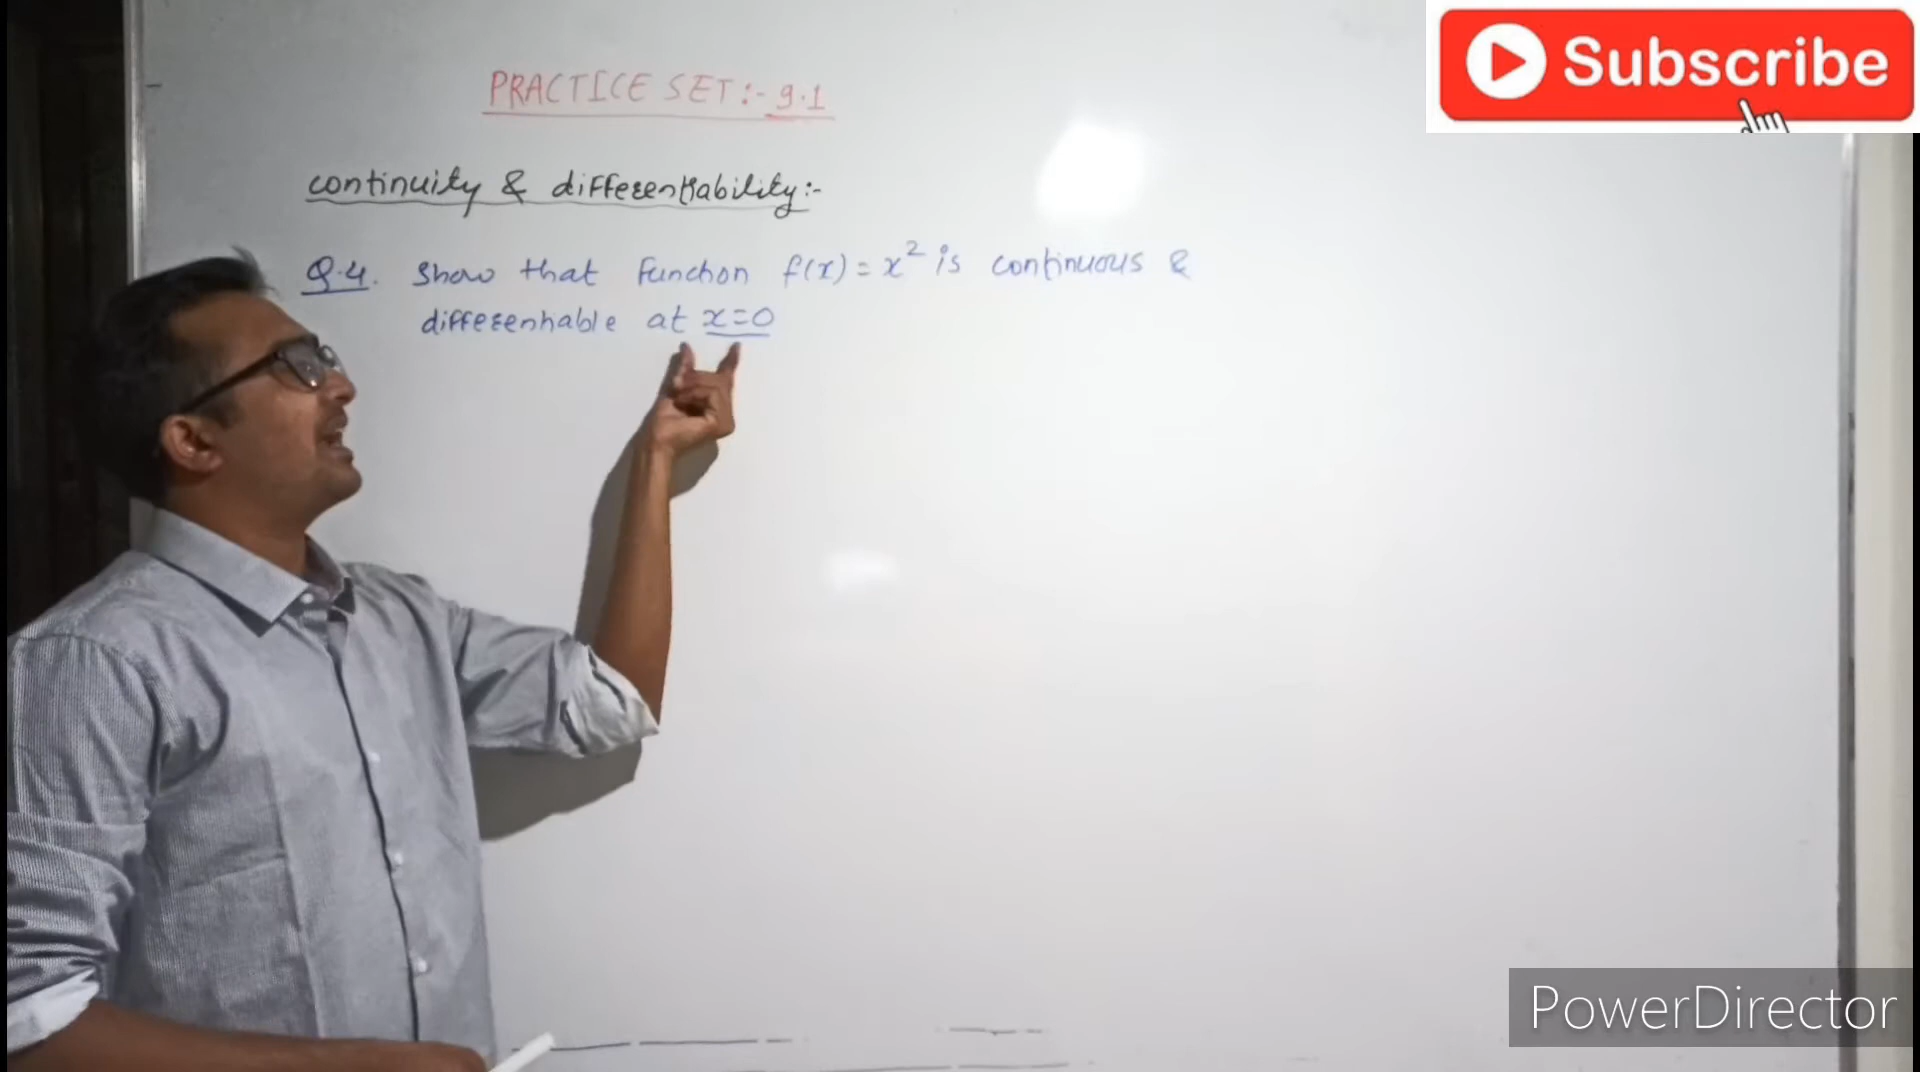 Subscribe
PRACTICE SET:- 9.1
continuity & differentiability:-
Q.4. Show that Function f(x) = x² is continuous &
differentiable at x=0
PowerDirector